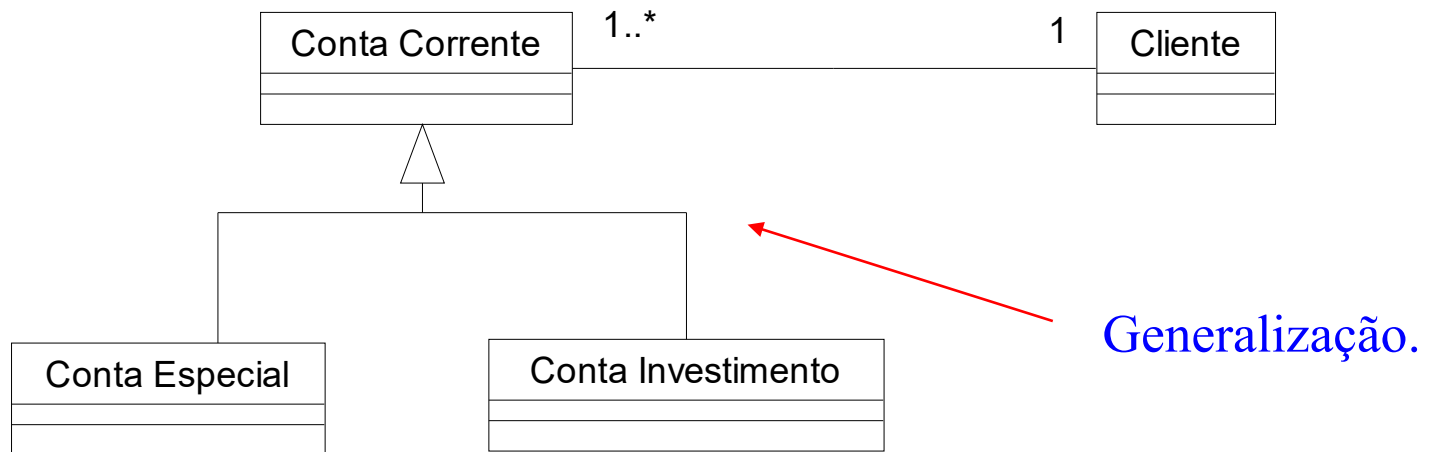 Conta Corrente
1..*
1
Cliente
Generalização.
Conta Especial
Conta Investimento